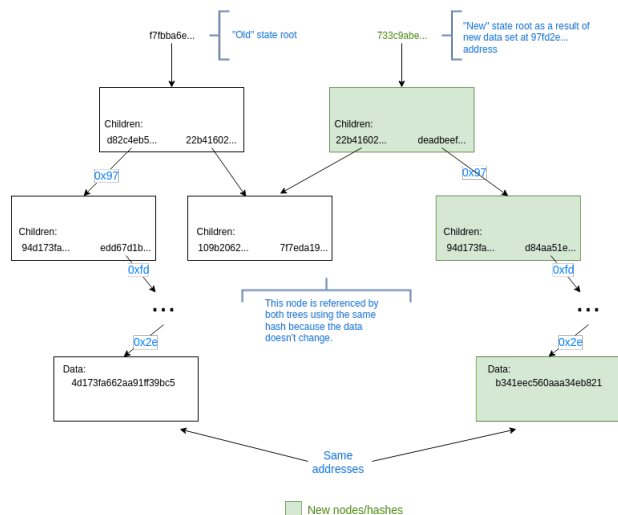 f7fbba6e...
"Old" state root
733c9abe...
"New" state root as a result of
new data set at 97fd2e...
address
Children:
d82c4eb5...
22b41602...
Children:
22b41602...
deadbeef...
0x97
0x97
Children:
94d173fa...
edd67d1b...
109b2062...
7f7eda19...
Children:
94d173fa...
d84aa51e...
0xfd
0xfd
...
...
This node is referenced by
both trees using the same
hash because the data
doesn't change.
0x2e
0x2e
Data:
4d173fa662aa91ff39bc5
Data:
b341eec560aaa34eb821
Same
addresses
New nodes/hashes